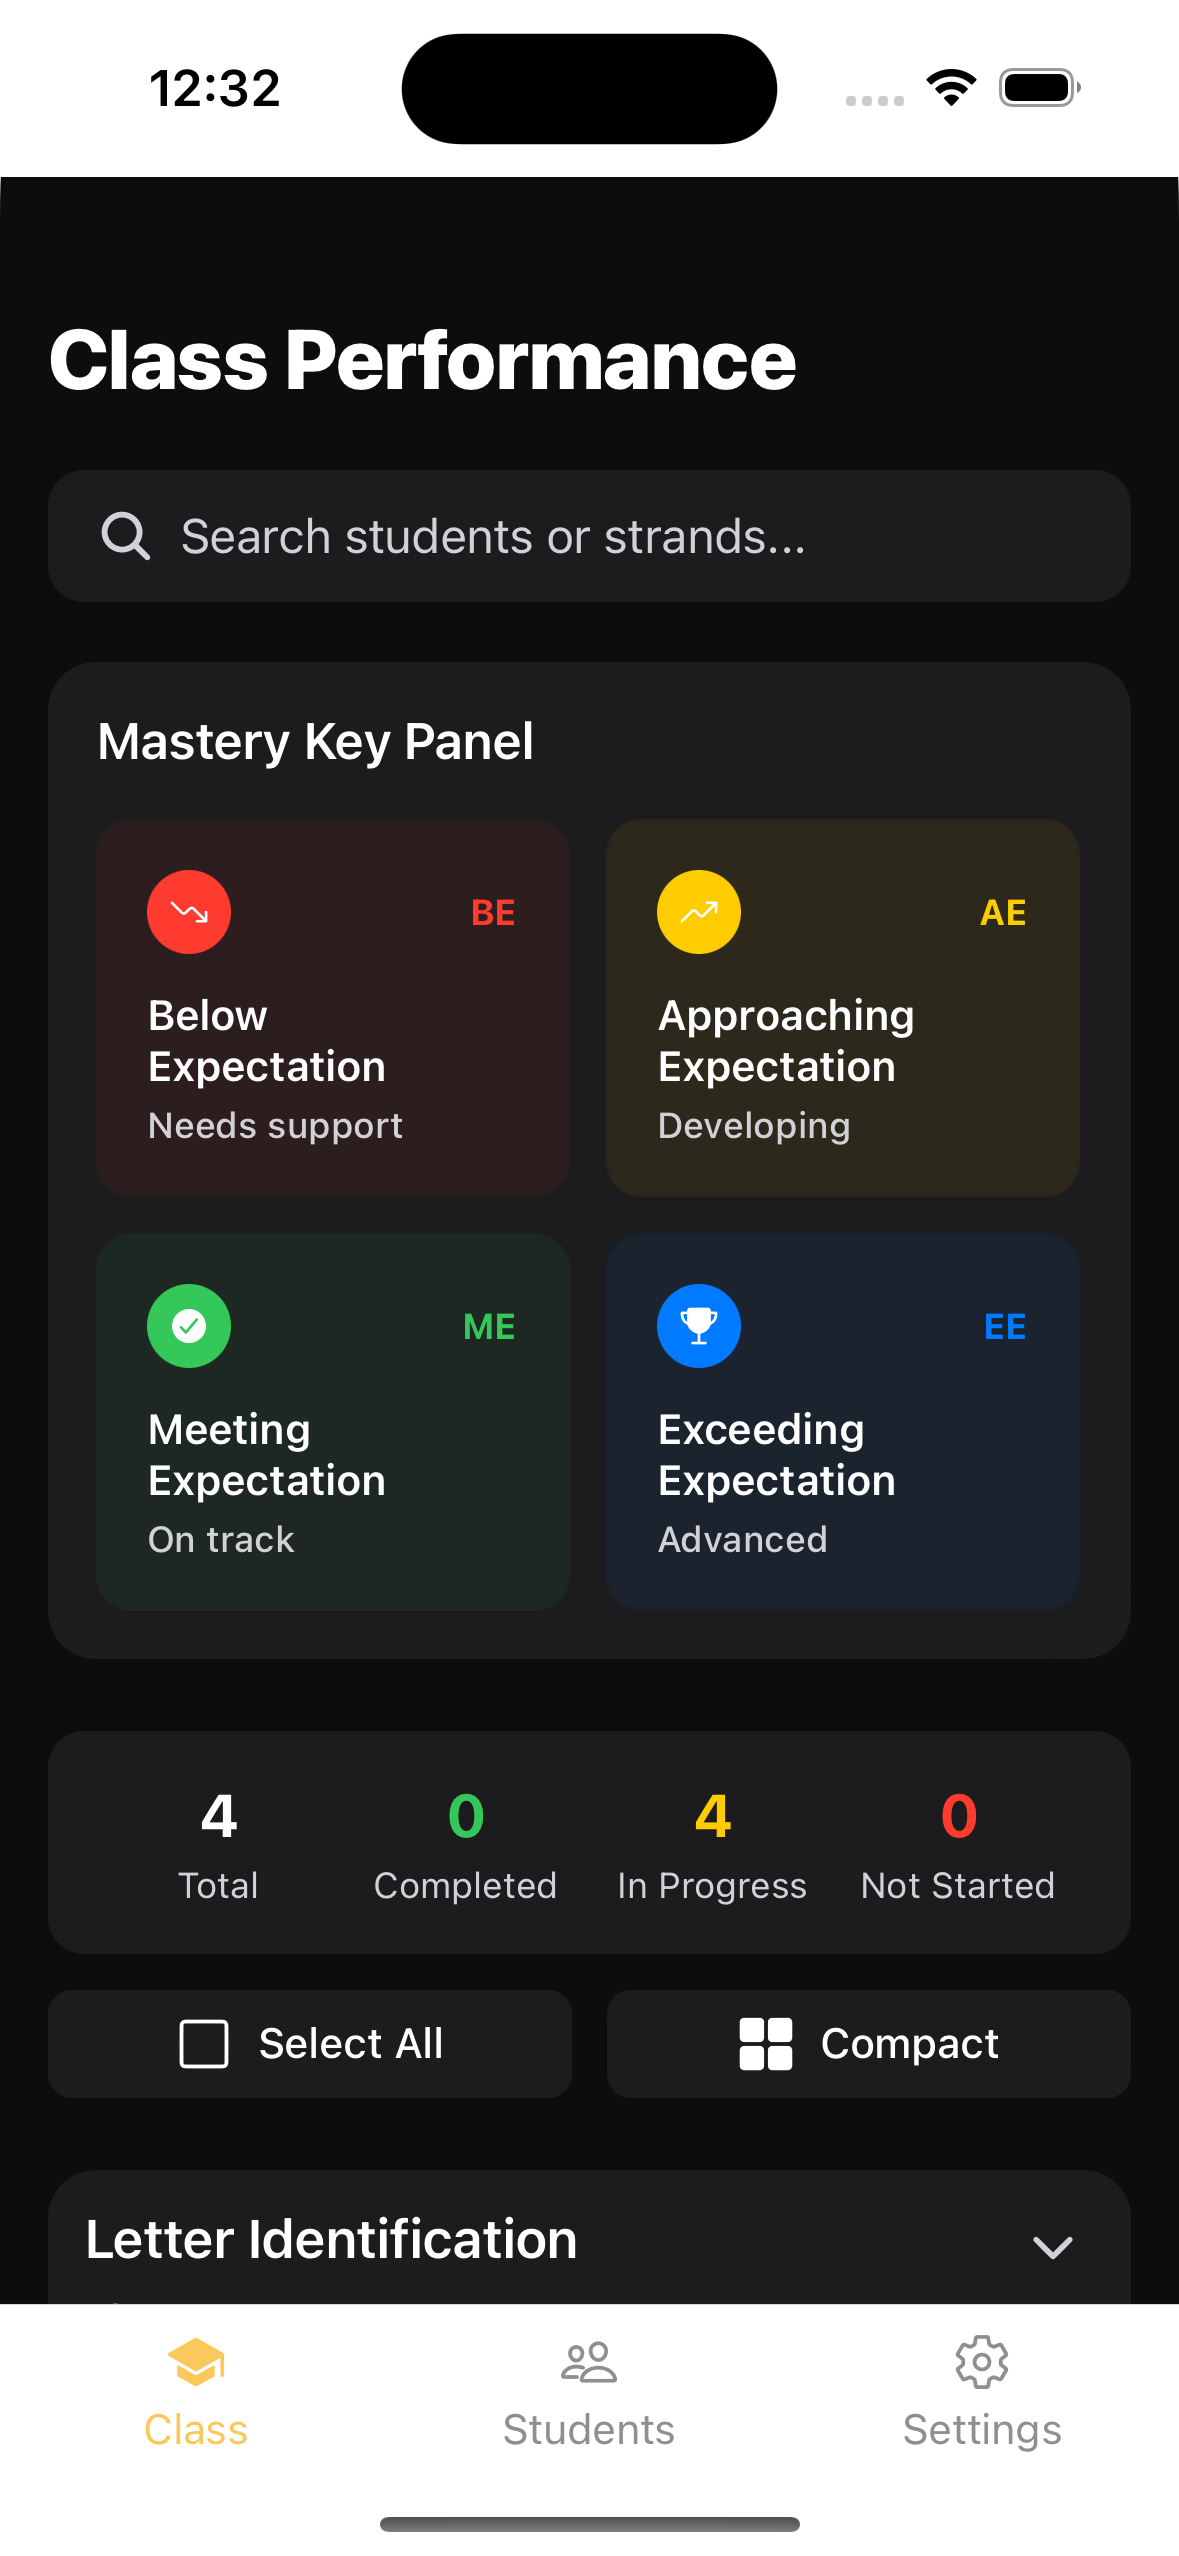 12:32
Class Performance
Search students or strands...
Mastery Key Panel
BE
Below
Expectation
Needs support
AE
Approaching
Expectation
Developing
ME
Meeting
Expectation
On track
EE
Exceeding
Expectation
Advanced
4 0 4 0
Total Completed In Progress Not Started
Select All Compact
Letter Identification
Class Students Settings